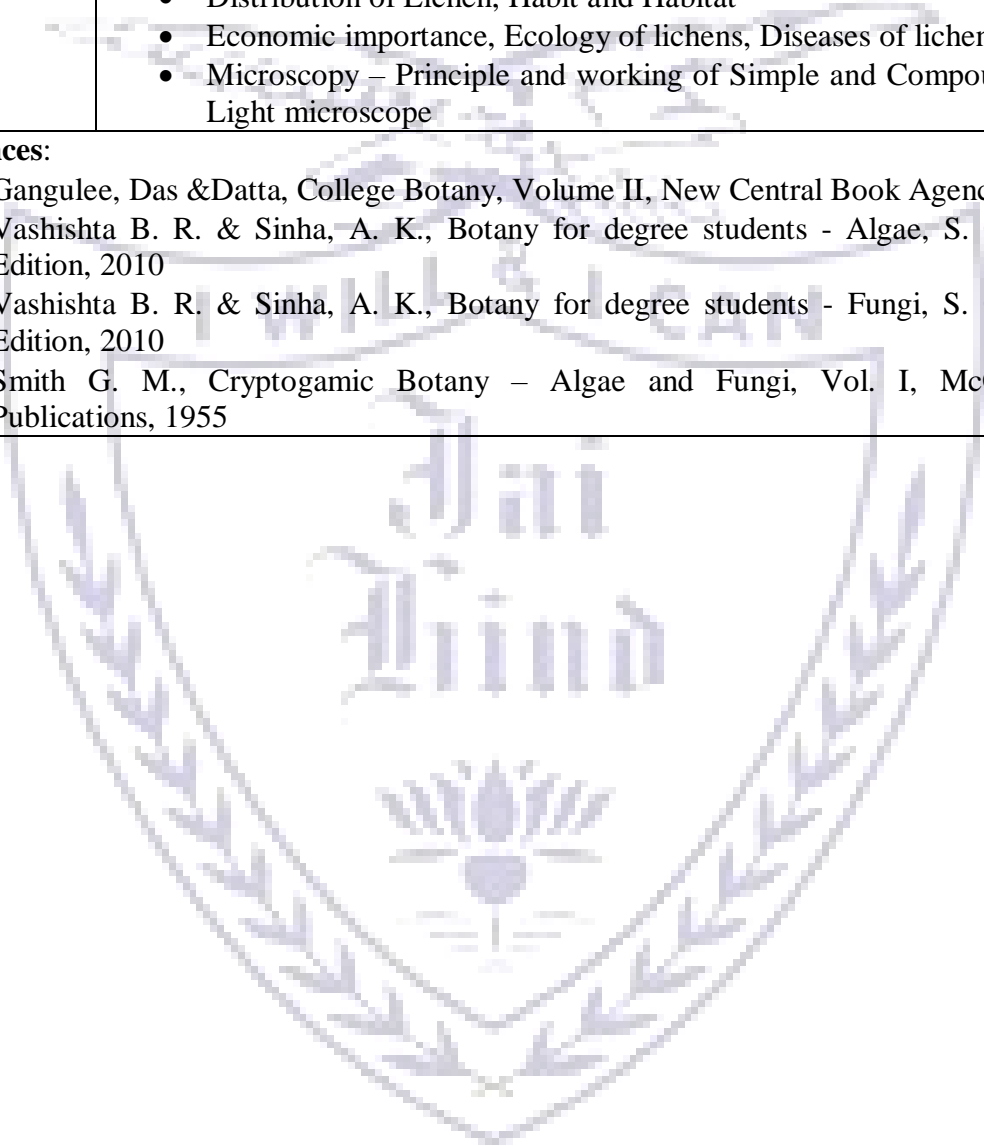 Distribution of Lichen, Habit and Habitat
• Economic importance, Ecology of lichens, Diseases of lichen
• Microscopy – Principle and working of Simple and Compou
Light microscope
nces:
Gangulee, Das &Datta, College Botany, Volume II, New Central Book Agenc
Vashishta B. R. & Sinha, A. K., Botany for degree students - Algae, S.
Edition, 2010
Vashishta B. R. & Sinha, A. K., Botany for degree students - Fungi, S.
Edition, 2010
Smith G. M., Cryptogamic Botany – Algae and Fungi, Vol. I, Mc
Publications, 1955
I WILL & I CAN
Jai
Hind